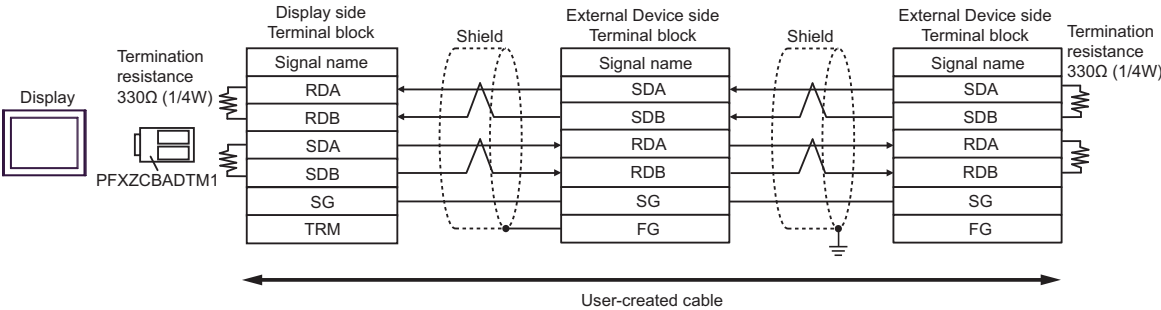 Display side
Terminal block
External Device side
Terminal block
External Device side
Terminal block
Shield
Shield
Termination
resistance
330Ω (1/4W)
Termination
resistance
330Ω (1/4W)
Display
PFXZCBADTM1
Signal name
RDA
RDB
SDA
SDB
SG
TRM
Signal name
SDA
SDB
RDA
RDB
SG
FG
Signal name
SDA
SDB
RDA
RDB
SG
FG
User-created cable